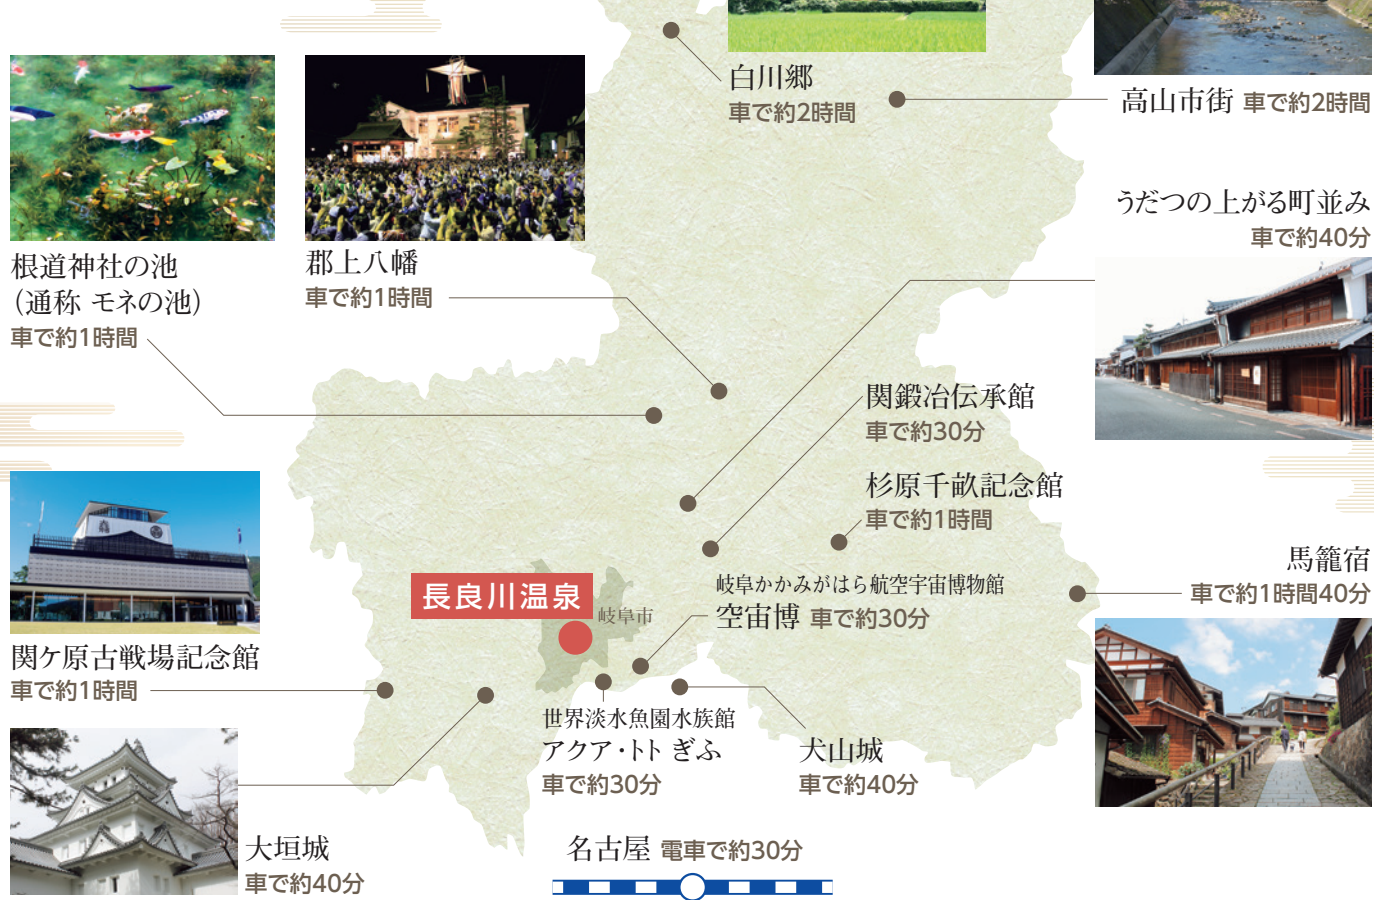 白川郷
車で約2時間
高山市街 車で約2時間
うだつの上がる町並み
車で約40分
根道神社の池
(通称 モネの池)
車で約1時間
郡上八幡
車で約1時間
関鍛冶伝承館
車で約30分
杉原千畝記念館
車で約1時間
馬籠宿
車で約1時間40分
長良川温泉
岐阜市
岐阜かかみがはら航空宇宙博物館
空宙博 車で約30分
関ケ原古戦場記念館
車で約1時間
世界淡水魚園水族館
アクア・トト ぎふ
車で約30分
犬山城
車で約40分
大垣城
車で約40分
名古屋 電車で約30分